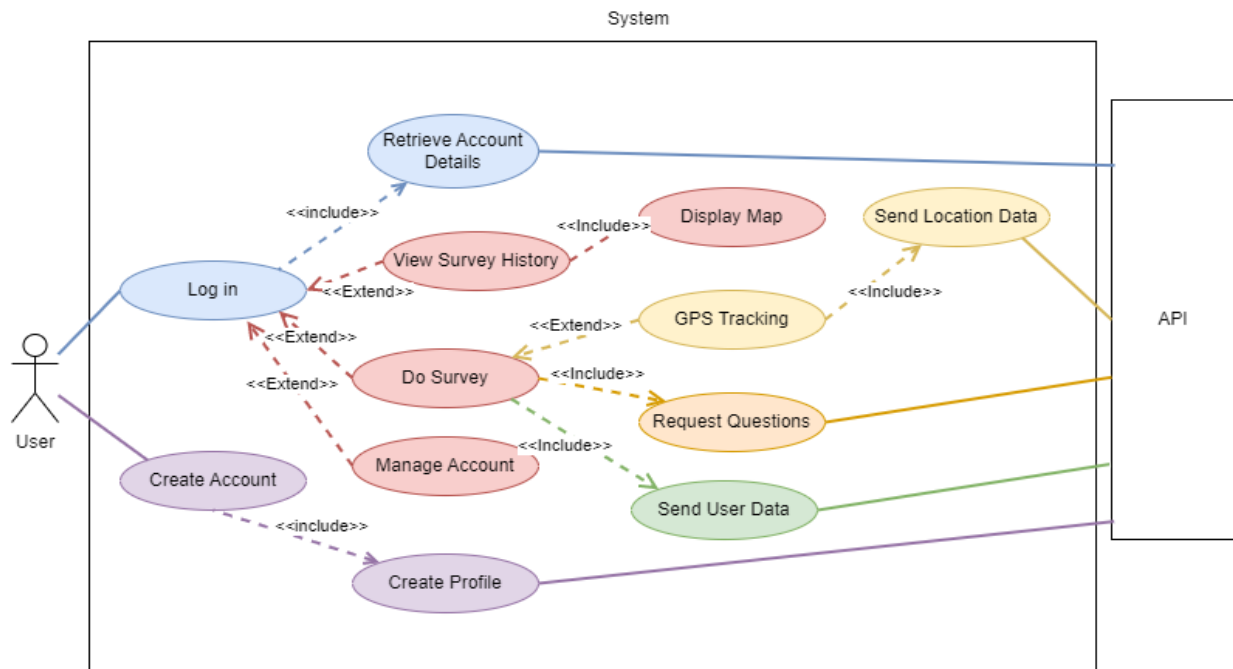 System
Retrieve Account
Details
<<include>>
Display Map
Send Location Data
<<Include>>
View Survey History
Log in
<<Extend>>
<<Include>>
GPS Tracking
API
<<Extend>>
<<Extend>>
Do Survey
<<Include>>
<<Extend>>
Request Questions
User
<<Include>>
Manage Account
Create Account
Send User Data
<<include>>
Create Profile